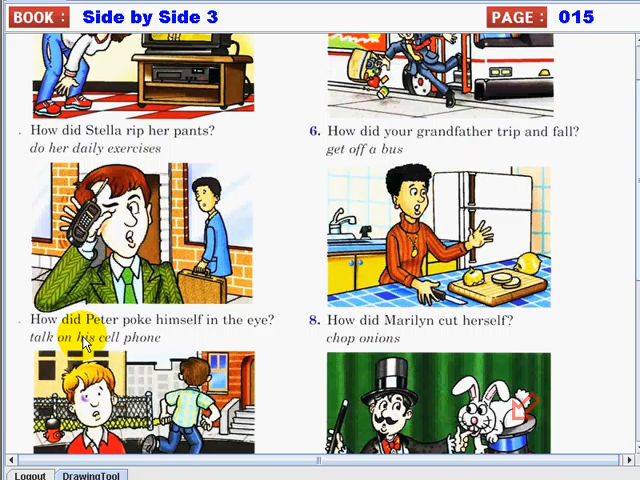 BOOK : Side by Side 3 PAGE : 015
. How did Stella rip her pants?
do her daily exercises
6. How did your grandfather trip and fall?
get off a bus
. How did Peter poke himself in the eye?
talk on his cell phone
8. How did Marilyn cut herself?
chop onions
Logout DrawingTool